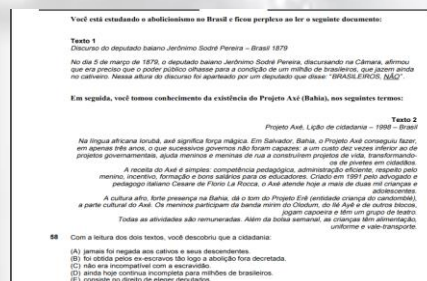 Você está estudando o abolicionismo no Brasil e ficou perplexo ao ler o seguinte documento:
Texto 1
Discurso do deputado baiano Jerônimo Sodré Pereira – Brasil 1879
No dia 5 de março de 1879, o deputado baiano Jerônimo Sodré Pereira, discursando na Câmara, afirmou
que era preciso que o poder público olhasse para a condição de um milhão de brasileiros, que jazem ainda
no cativeiro. Nessa altura do discurso foi aparteado por um deputado que disse: "BRASILEIROS, NÃO".
Em seguida, você tomou conhecimento da existência do Projeto Axé (Bahia), nos seguintes termos:
Texto 2
Projeto Axé, Lição de cidadania – 1998 – Brasil
Na língua africana Iorubá, axé significa força mágica. Em Salvador, Bahia, o Projeto Axé conseguiu fazer,
em apenas três anos, o que sucessivos governos não foram capazes: a um custo dez vezes inferior ao de
projetos governamentais, ajuda meninos e meninas de rua a construírem projetos de vida, transformando-
os de pivetes em cidadãos.
A receita do Axé é simples: competência pedagógica, administração eficiente, respeito pelo
menino, incentivo, formação e bons salários para os educadores. Criado em 1991 pelo advogado e
pedagogo italiano Cesare de Florio La Rocca, o Axé atende hoje a mais de duas mil crianças e
adolescentes.
A cultura afro, forte presença na Bahia, dá o tom do Projeto Erê (entidade criança do candomblé),
a parte cultural do Axé. Os meninos participam da banda mirim do Olodum, do Ilê Ayê e de outros blocos,
jogam capoeira e têm um grupo de teatro.
Todas as atividades são remuneradas. Além da bolsa semanal, as crianças têm alimentação,
uniforme e vale-transporte.
58 Com a leitura dos dois textos, você descobriu que a cidadania:
(A) jamais foi negada aos cativos e seus descendentes.
(B) foi obtida pelos ex-escravos tão logo a abolição fora decretada.
(C) não era incompatível com a escravidão.
(D) ainda hoje continua incompleta para milhões de brasileiros.
(E) consiste no direito de eleger deputados.